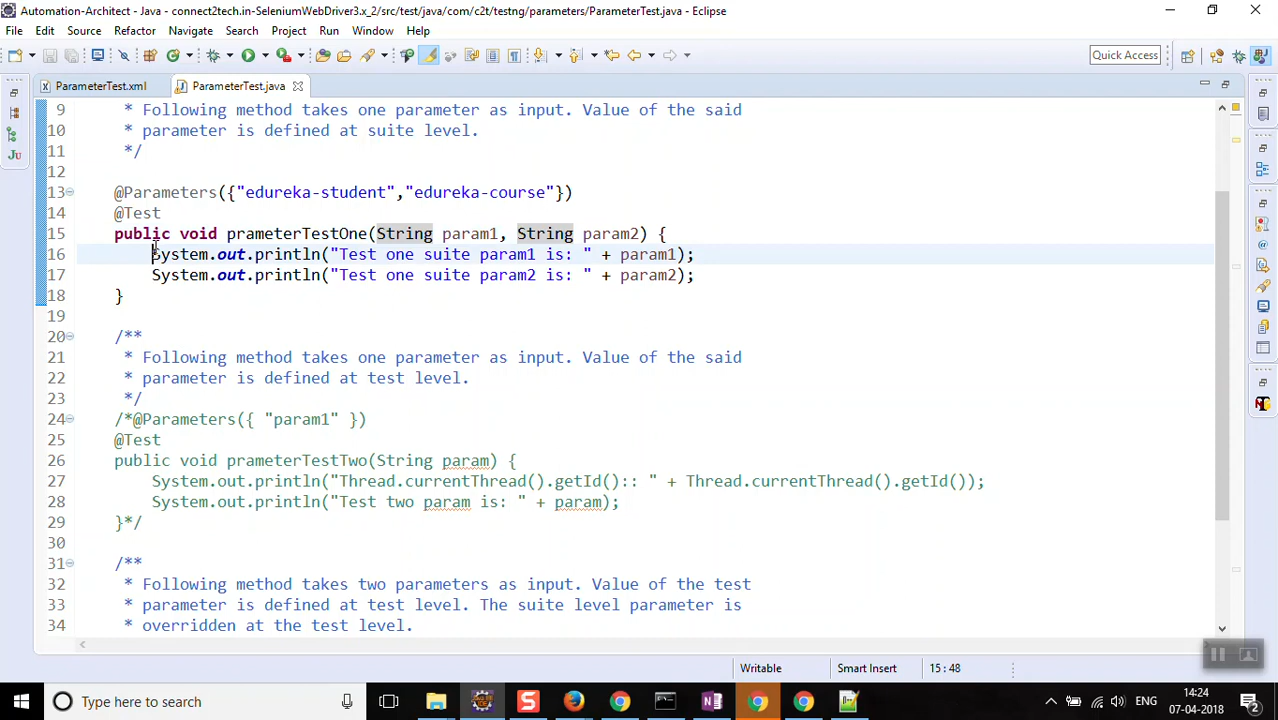 Automation-Architect - Java - connect2tech.in-SeleniumWebDriver3.x_2/src/test/java/com/c2t/testng/parameters/ParameterTest.java - Eclipse
File Edit Source Refactor Navigate Search Project Run Window Help
Quick Access
ParameterTest.xml ParameterTest.java
9 * Following method takes one parameter as input. Value of the said
10 * parameter is defined at suite level.
11 */
12
13 @Parameters({"edureka-student","edureka-course"})
14 @Test
15 public void prameterTestOne(String param1, String param2) {
16 System.out.println("Test one suite param1 is: " + param1);
17 System.out.println("Test one suite param2 is: " + param2);
18 }
19
20 /**
21 * Following method takes one parameter as input. Value of the said
22 * parameter is defined at test level.
23 */
24 /*@Parameters({ "param1" })
25 @Test
26 public void prameterTestTwo(String param) {
27 System.out.println("Thread.currentThread().getId():: " + Thread.currentThread().getId());
28 System.out.println("Test two param is: " + param);
29 }*/
30
31 /**
32 * Following method takes two parameters as input. Value of the test
33 * parameter is defined at test level. The suite level parameter is
34 * overridden at the test level.
Writable Smart Insert 15 : 48
Type here to search ENG 14:24
07-04-2018 2